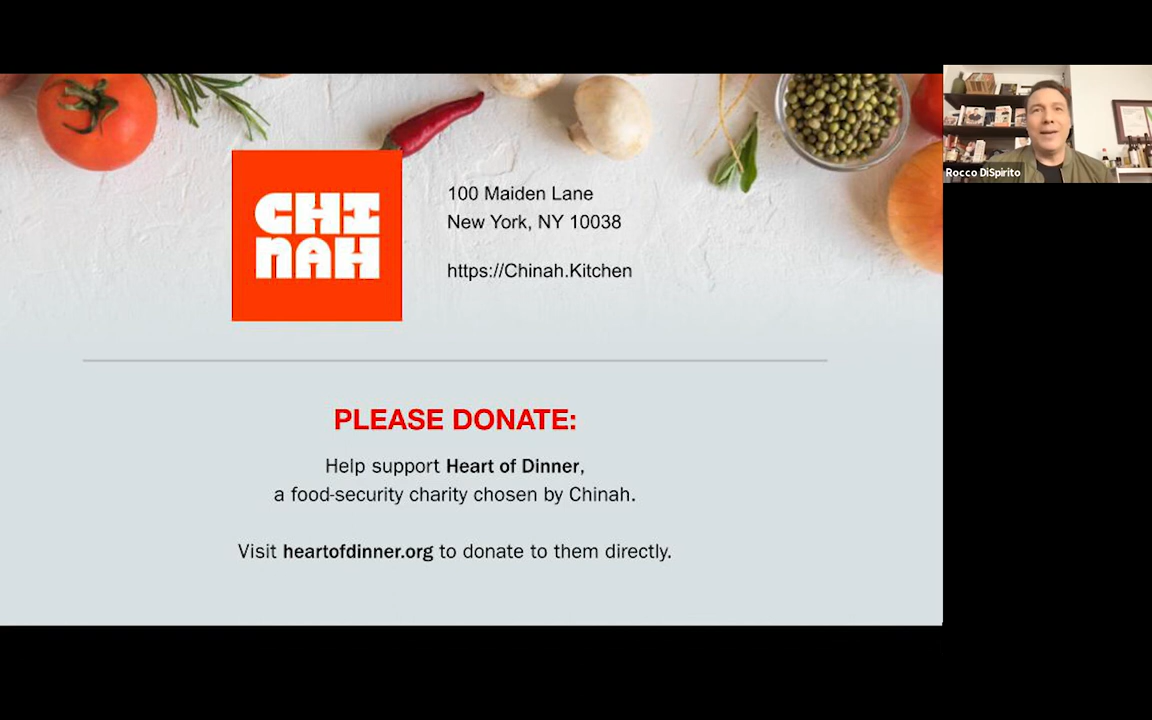 CHI
NAH
100 Maiden Lane
New York, NY 10038
https://Chinah.Kitchen
Rocco DiSpirito
PLEASE DONATE:
Help support Heart of Dinner,
a food-security charity chosen by Chinah.
Visit heartofdinner.org to donate to them directly.